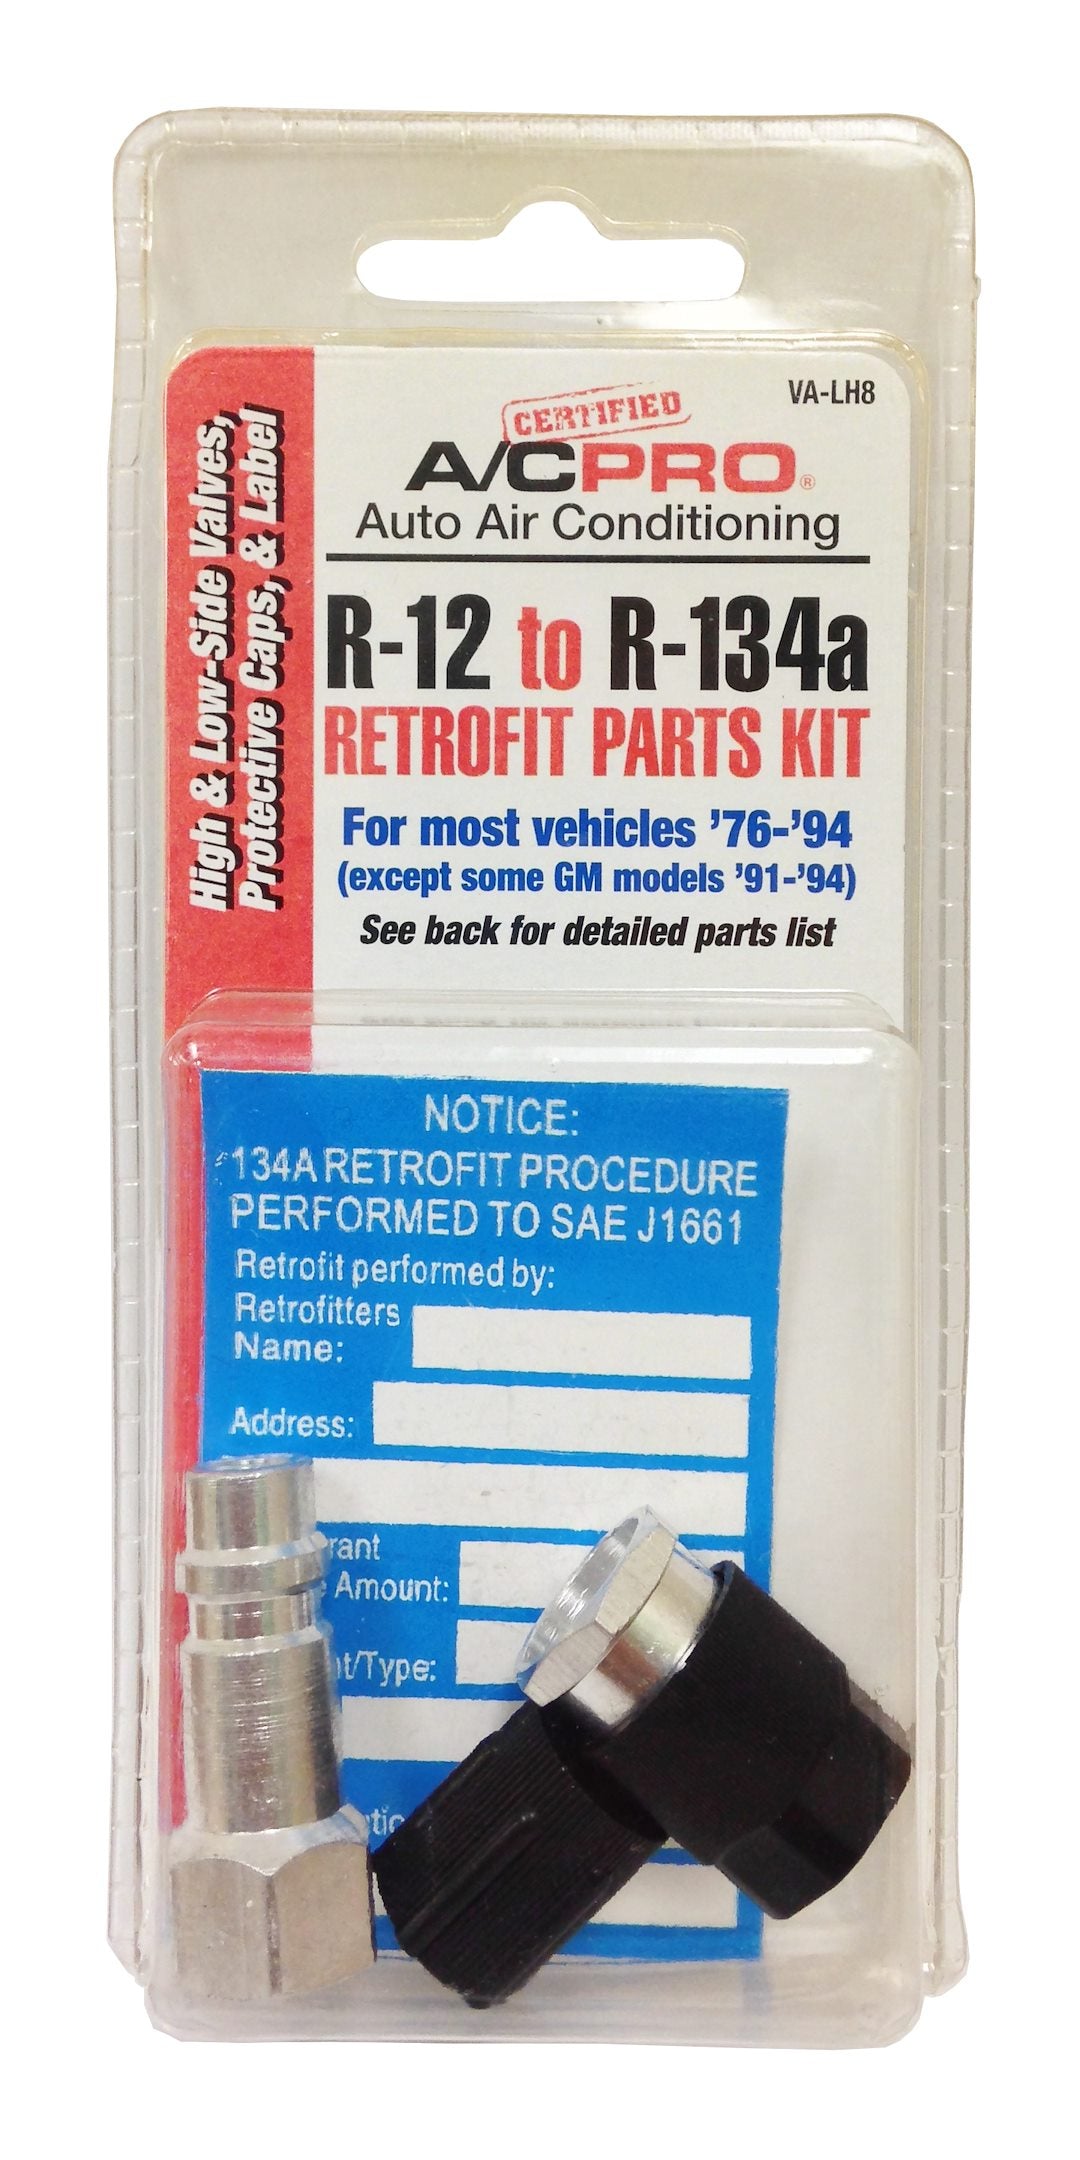 VA-LH8
CERTIFIED
A/CPRO®
Auto Air Conditioning
R-12 to R-134a
RETROFIT PARTS KIT
For most vehicles ’76-’94
(except some GM models ’91-’94)
See back for detailed parts list
High & Low-Side Valves,
Protective Caps, & Label
NOTICE:
134A RETROFIT PROCEDURE
PERFORMED TO SAE J1661
Retrofit performed by:
Retrofitters
Name:
Address:
Amount:
/Type: